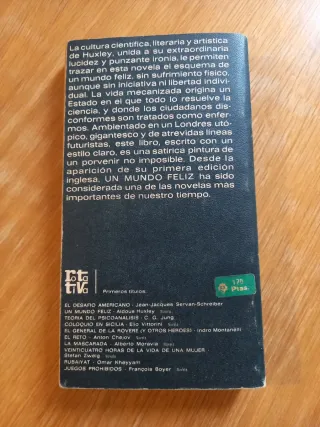 La cultura científica, literaria y artística
de Huxley, unida a su extraordinaria
lucidez y punzante ironía, le permiten
trazar en esta novela el esquema de
un mundo feliz, sin sufrimiento físico,
aunque sin iniciativa ni libertad indivi-
dual. La vida mecanizada origina un
Estado en el que todo lo resuelve la
ciencia, y donde los ciudadanos dis-
conformes son tratados como enfer-
mos. Ambientado en un Londres utó-
pico, gigantesco y de atrevidas líneas
futuristas, este libro, escrito con un
estilo claro, es una satírica pintura de
un porvenir no imposible. Desde la
aparición de su primera edición
inglesa, UN MUNDO FELIZ ha sido
considerada una de las novelas más
importantes de nuestro tiempo.
175
Ptas.
rotativa
Primeros títulos:
EL DESAFIO AMERICANO - Jean-Jacques Servan-Schreiber
UN MUNDO FELIZ - Aldous Huxley
TEORIA DEL PSICOANALISIS - C. G. Jung
COLOQUIO EN SICILIA - Elio Vittorini
EL GENERAL DE LA ROVERE (Y OTROS HEROES) - Indro Montanelli
EL RETO - Anton Chejov
LA MASCARADA - Alberto Moravia
VEINTICUATRO HORAS DE LA VIDA DE UNA MUJER -
Stefan Zweig
RUBAIYAT - Omar Khayyam
JUEGOS PROHIBIDOS - François Boyer